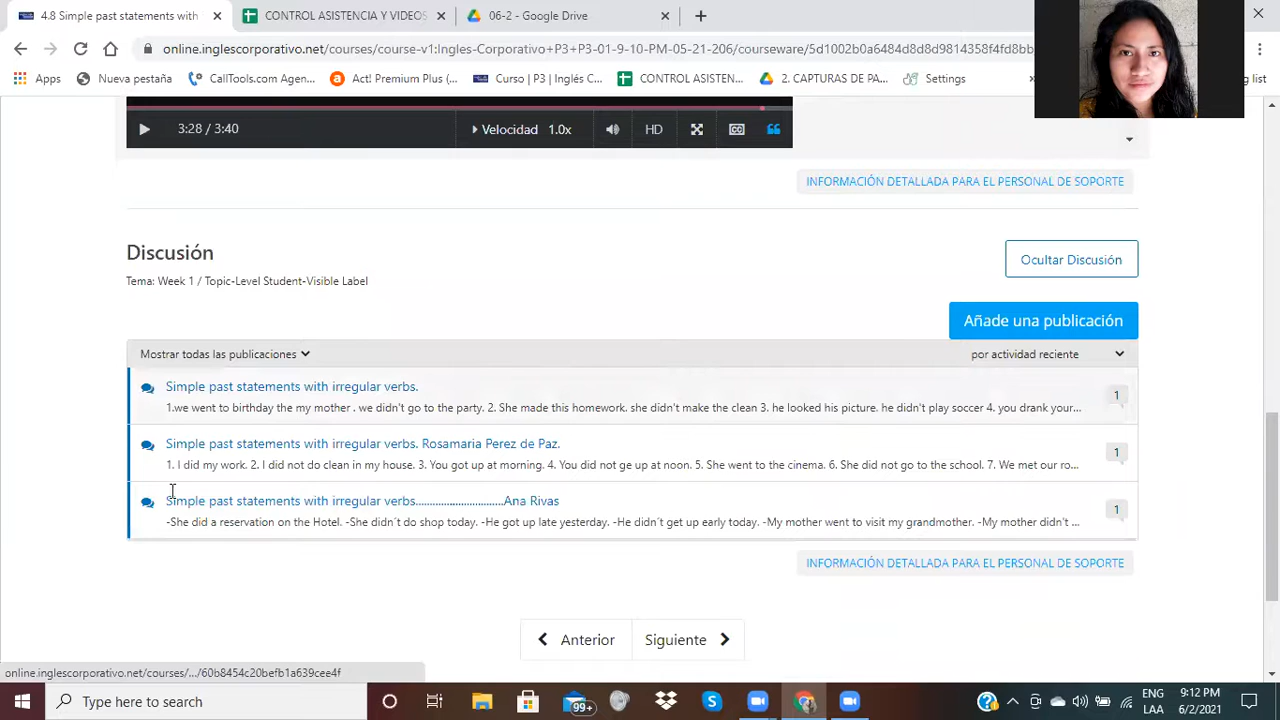 4.8 Simple past statements with
CONTROL ASISTENCIA Y VIDEOS
06-2 - Google Drive
online.inglescorporativo.net/courses/course-v1:Ingles-Corporativo+P3+P3-01-9-10-PM-05-21-206/courseware/5d1002b0a6484d8d8d9814358f4fd8bb
Apps
Nueva pestaña
CallTools.com Agen...
Act! Premium Plus (...
Curso | P3 | Inglés C...
CONTROL ASISTEN...
2. CAPTURAS DE PA...
Settings
g list
3:28 / 3:40
Velocidad 1.0x
HD
INFORMACIÓN DETALLADA PARA EL PERSONAL DE SOPORTE
Discusión
Ocultar Discusión
Tema: Week 1 / Topic-Level Student-Visible Label
Añade una publicación
Mostrar todas las publicaciones
por actividad reciente
Simple past statements with irregular verbs.
1
1.we went to birthday the my mother . we didn't go to the party. 2. She made this homework. she didn't make the clean 3. he looked his picture. he didn't play soccer 4. you drank your...
Simple past statements with irregular verbs. Rosamaria Perez de Paz.
1
1. I did my work. 2. I did not do clean in my house. 3. You got up at morning. 4. You did not ge up at noon. 5. She went to the cinema. 6. She did not go to the school. 7. We met our ro...
Simple past statements with irregular verbs.............................Ana Rivas
1
-She did a reservation on the Hotel. -She didn´t do shop today. -He got up late yesterday. -He didn´t get up early today. -My mother went to visit my grandmother. -My mother didn't ...
INFORMACIÓN DETALLADA PARA EL PERSONAL DE SOPORTE
Anterior
Siguiente
online.inglescorporativo.net/courses/.../60b8454c20befb1a639cee4f
Type here to search
99+
ENG
LAA
9:12 PM
6/2/2021